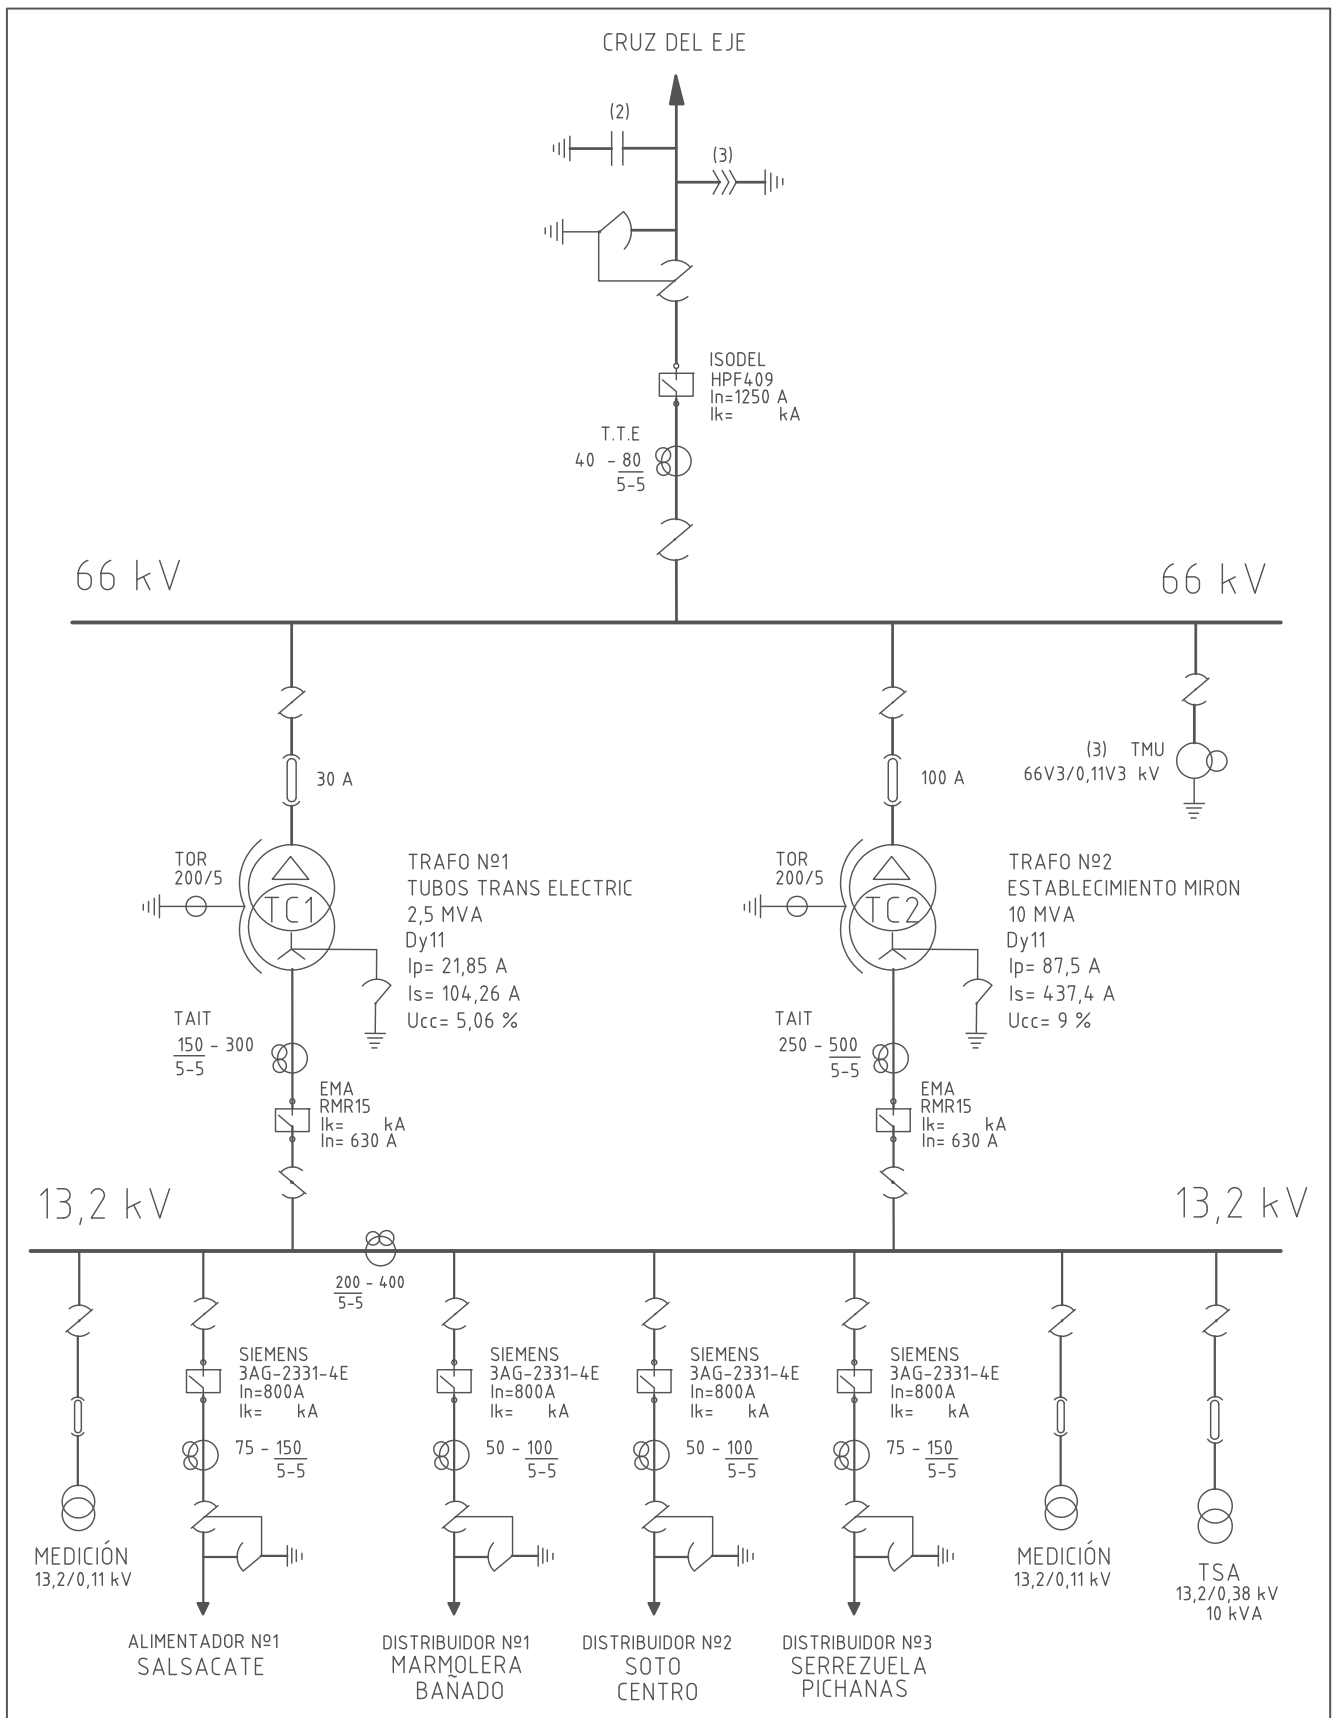 CRUZ DEL EJE
(2)
(3)
ISODEL
HPF409
In=1250 A
Ik= kA
T.T.E
40 - 80
5-5
66 kV
66 kV
30 A
100 A
(3) TMU
66V3/0,11V3 kV
TOR
200/5
TC1
TRAFO Nº1
TUBOS TRANS ELECTRIC
2,5 MVA
Dy11
Ip= 21,85 A
Is= 104,26 A
Ucc= 5,06 %
TOR
200/5
TC2
TRAFO Nº2
ESTABLECIMIENTO MIRON
10 MVA
Dy11
Ip= 87,5 A
Is= 437,4 A
Ucc= 9 %
TAIT
150 - 300
5-5
EMA
RMR15
Ik= kA
In= 630 A
TAIT
250 - 500
5-5
EMA
RMR15
Ik= kA
In= 630 A
13,2 kV
13,2 kV
200 - 400
5-5
SIEMENS
3AG-2331-4E
In=800A
Ik= kA
75 - 150
5-5
SIEMENS
3AG-2331-4E
In=800A
Ik= kA
50 - 100
5-5
SIEMENS
3AG-2331-4E
In=800A
Ik= kA
50 - 100
5-5
SIEMENS
3AG-2331-4E
In=800A
Ik= kA
75 - 150
5-5
MEDICIÓN
13,2/0,11 kV
MEDICIÓN
13,2/0,11 kV
TSA
13,2/0,38 kV
10 kVA
ALIMENTADOR Nº1
SALSACATE
DISTRIBUIDOR Nº1
MARMOLERA
BAÑADO
DISTRIBUIDOR Nº2
SOTO
CENTRO
DISTRIBUIDOR Nº3
SERREZUELA
PICHANAS